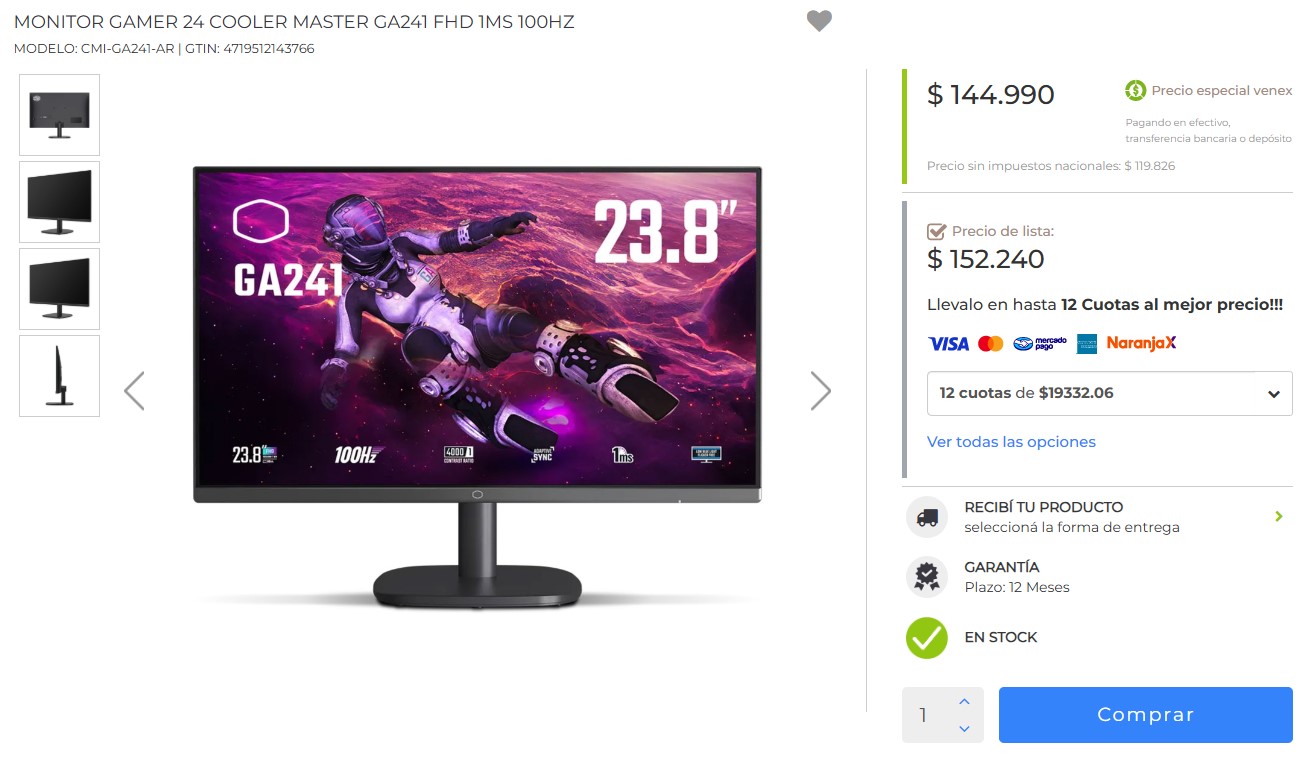 MONITOR GAMER 24 COOLER MASTER GA241 FHD 1MS 100HZ
MODELO: CMI-GA241-AR | GTIN: 4719512143766
GA241
23.8"
23.8"
100Hz
4000:1
CONTRAST RATIO
ADAPTIVE
SYNC
1ms
$ 144.990
Precio especial venex
Pagando en efectivo,
transferencia bancaria o depósito
Precio sin impuestos nacionales: $ 119.826
Precio de lista:
$ 152.240
Llevalo en hasta 12 Cuotas al mejor precio!!!
VISA
mercado
pago
NaranjaX
12 cuotas de $19332.06
Ver todas las opciones
RECIBÍ TU PRODUCTO
seleccioná la forma de entrega
GARANTÍA
Plazo: 12 Meses
EN STOCK
1
Comprar